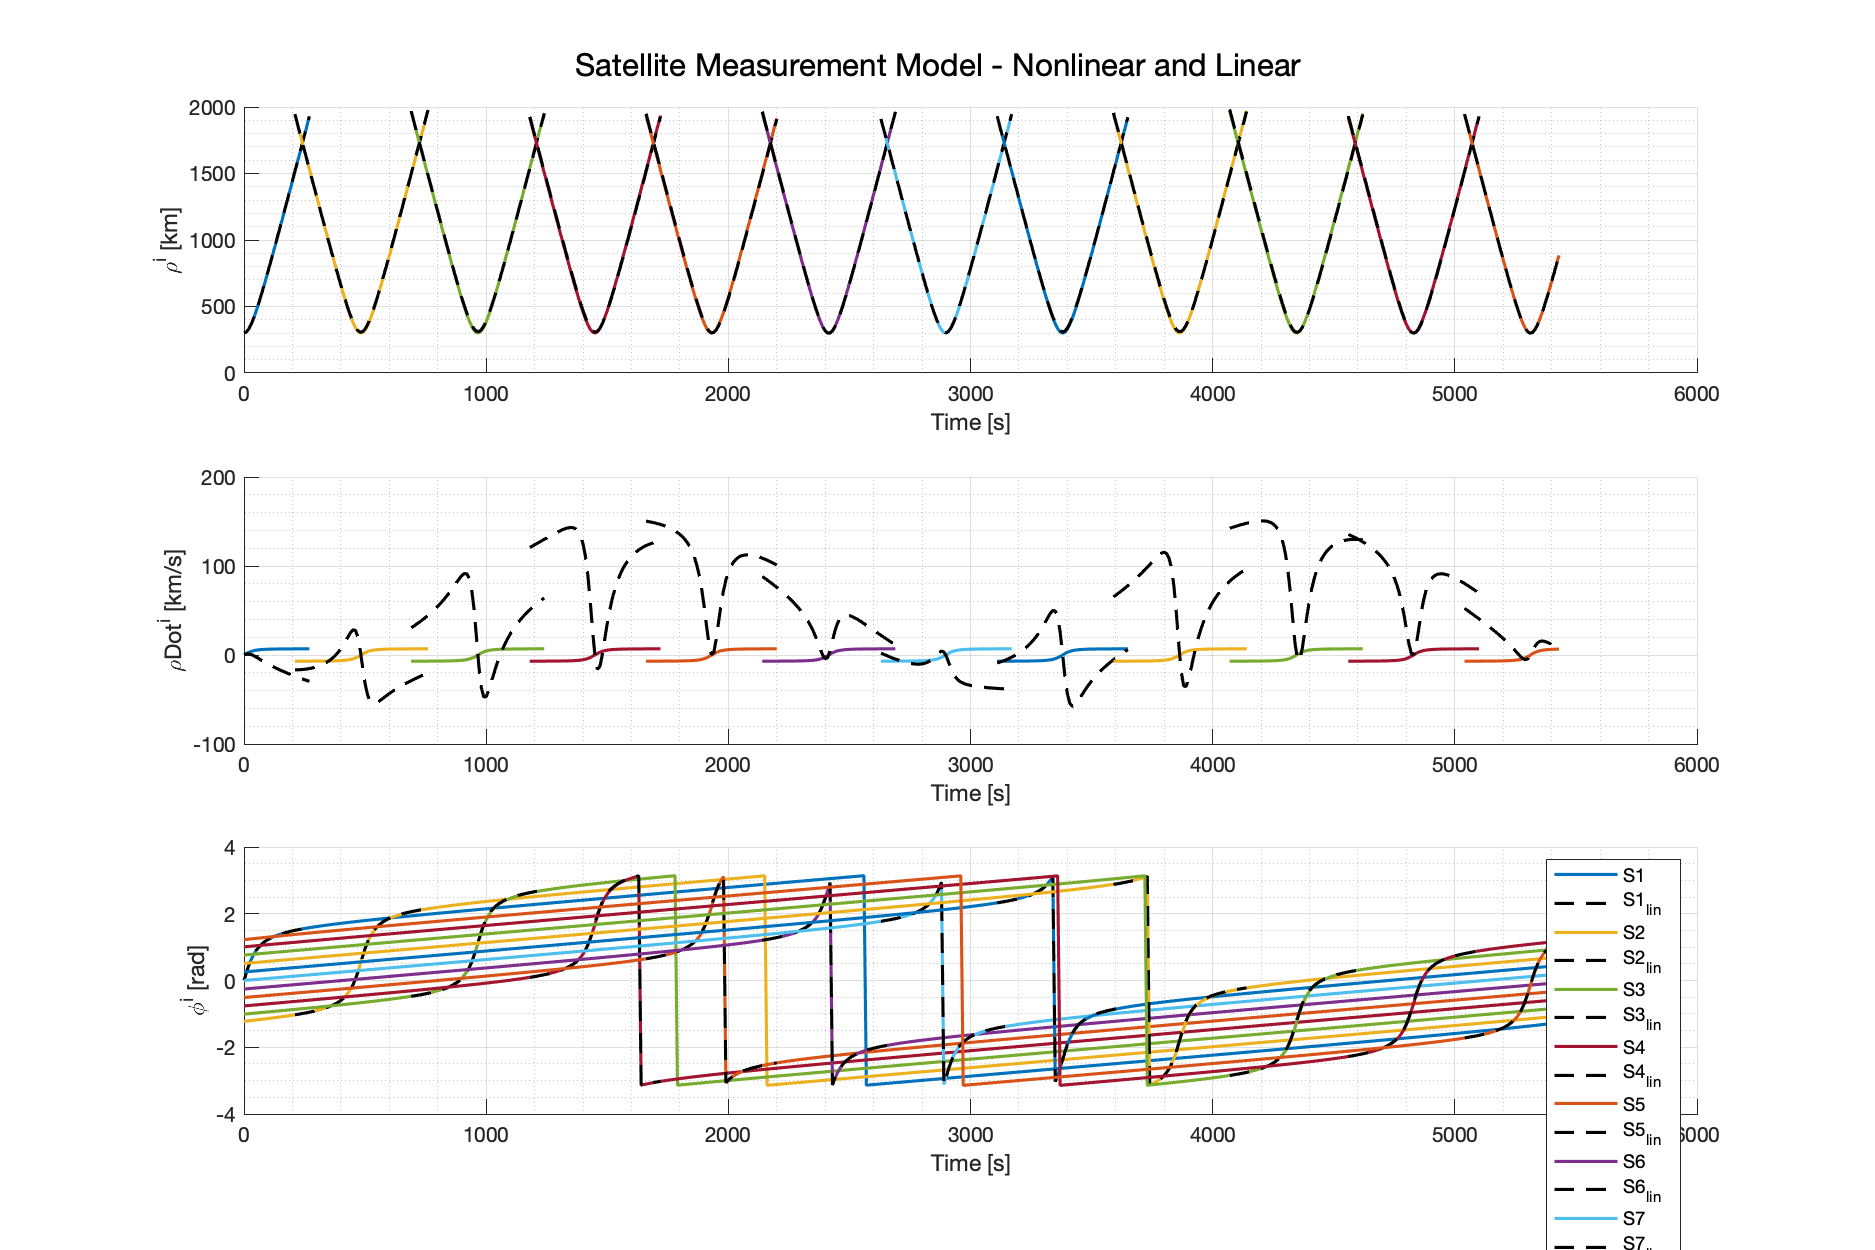 Satellite Measurement Model - Nonlinear and Linear
2000
1500
1000
500
0
ρ^i [km]
0 1000 2000 3000 4000 5000 6000
Time [s]
200
100
0
-100
ρDot^i [km/s]
0 1000 2000 3000 4000 5000 6000
Time [s]
4
2
0
-2
-4
ϕ^i [rad]
0 1000 2000 3000 4000 5000 6000
Time [s]
S1
S1_lin
S2
S2_lin
S3
S3_lin
S4
S4_lin
S5
S5_lin
S6
S6_lin
S7